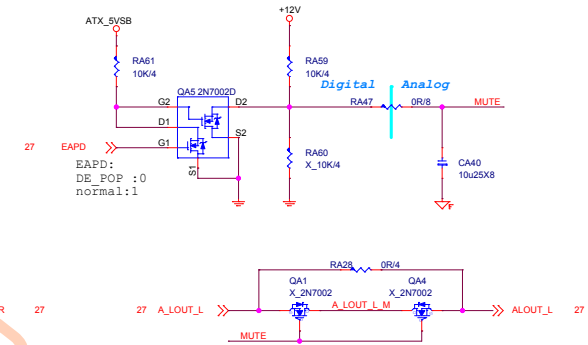 ATX_5VSB
+12V
RA61
10K/4
RA59
10K/4
QA5 2N7002D
Digital Analog
G2
D2
RA47
0R/8
MUTE
D1
S2
27 EAPD
G1
RA60
X_10K/4
CA40
10u25X8
EAPD:
DE_POP :0
normal:1
S1
RA28
0R/4
QA1
X_2N7002
QA4
X_2N7002
R 27
27 A_LOUT_L
A_LOUT_L_M
ALOUT_L 27
MUTE